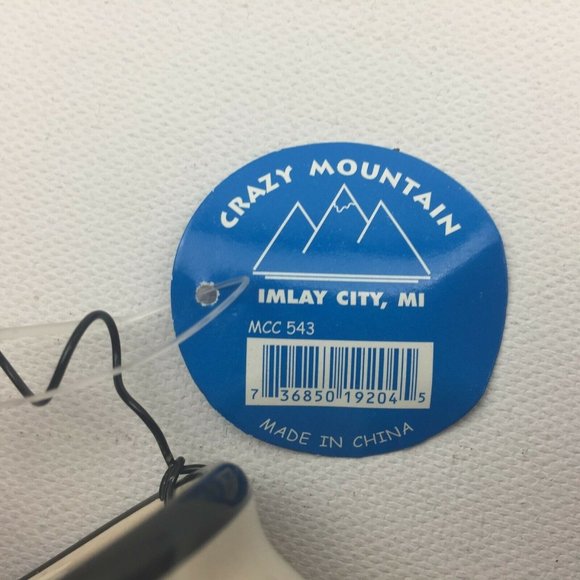 CRAZY MOUNTAIN
IMLAY CITY, MI
MCC 543
7 36850 19204 5
MADE IN CHINA